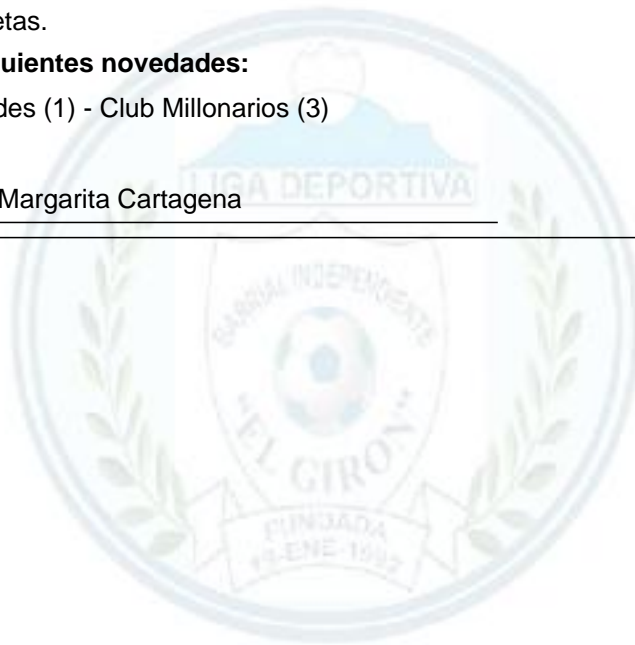 etas.
uientes novedades:
des (1) - Club Millonarios (3)
Margarita Cartagena
LIGA DEPORTIVA
BARRIAL INDEPENDIENTE
"EL GIRON"
FUNDADA